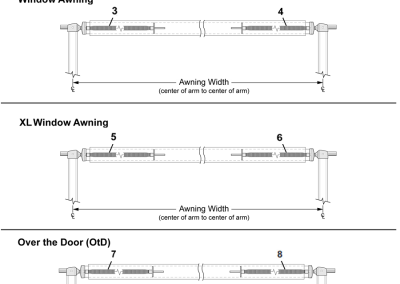 Window Awning
3 4
Awning Width
(center of arm to center of arm)
XL Window Awning
5 6
Awning Width
(center of arm to center of arm)
Over the Door (OtD)
7 8